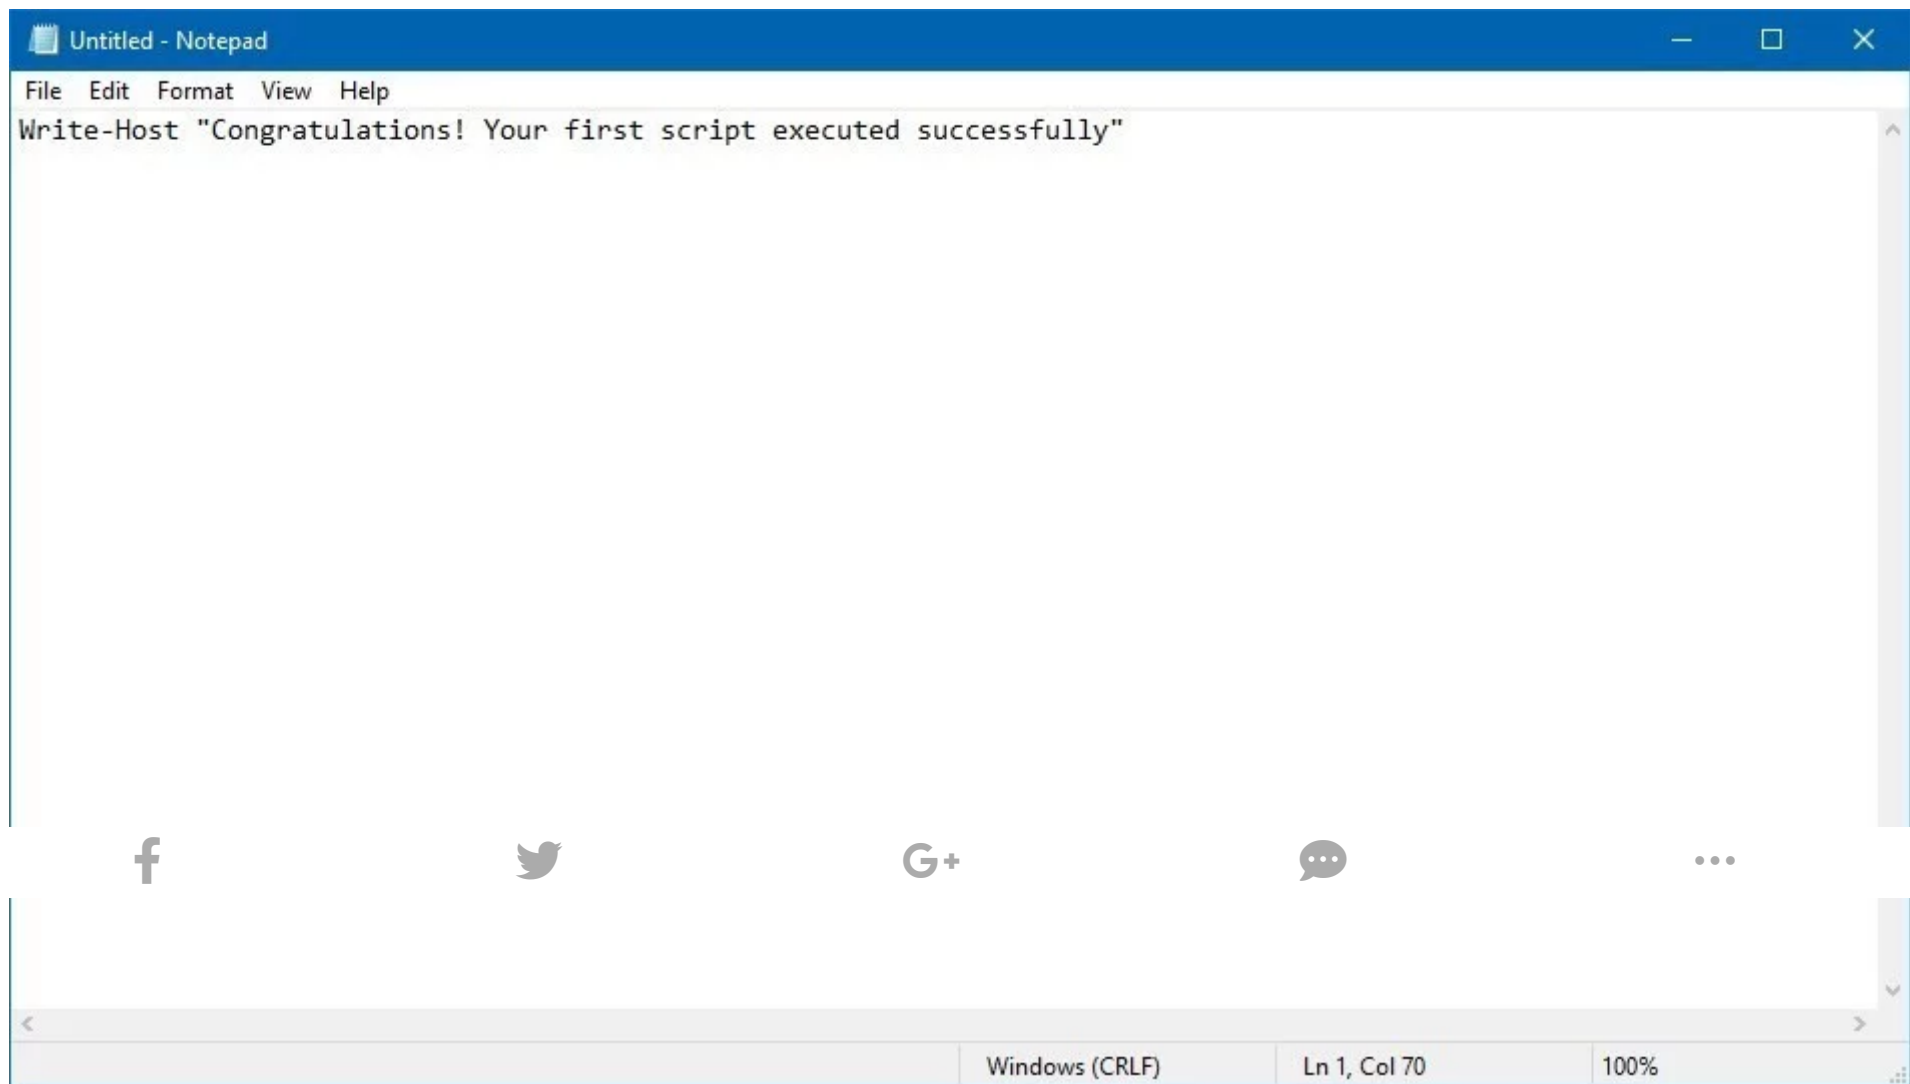 Untitled - Notepad
File Edit Format View Help
Write-Host "Congratulations! Your first script executed successfully"
f
G+
Windows (CRLF) Ln 1, Col 70 100%